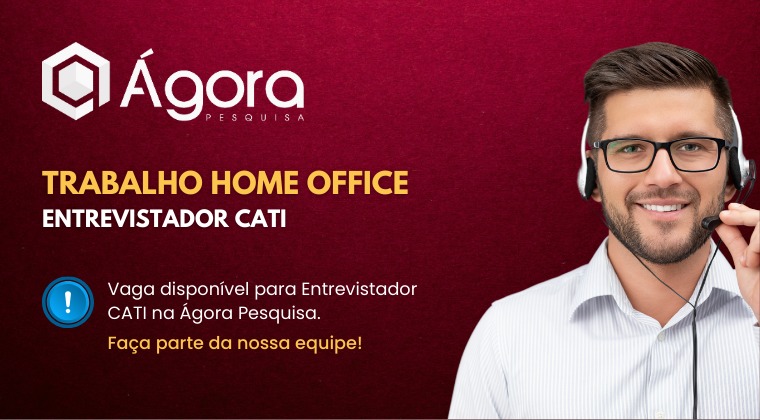 Ágora
PESQUISA
TRABALHO HOME OFFICE
ENTREVISTADOR CATI
!
Vaga disponível para Entrevistador
CATI na Ágora Pesquisa.
Faça parte da nossa equipe!